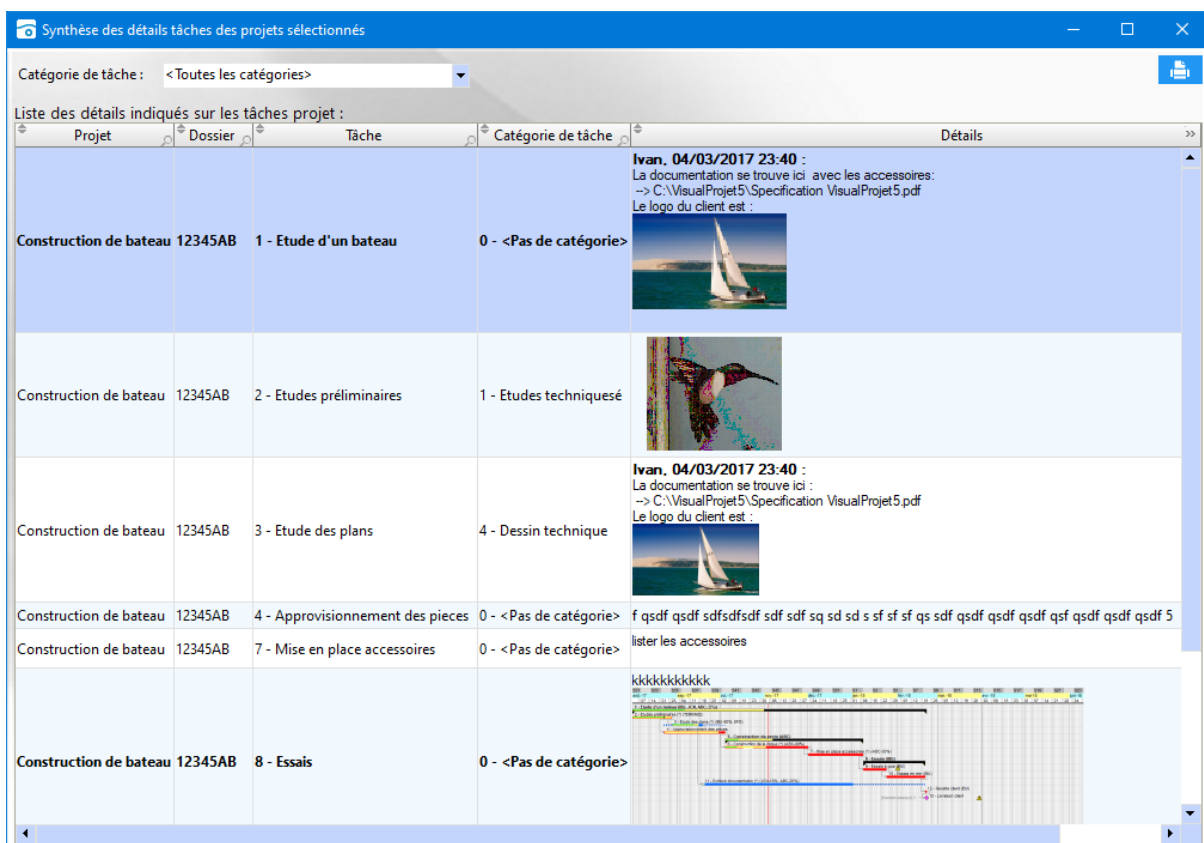 Synthèse des détails tâches des projets sélectionnés
Catégorie de tâche : <Toutes les catégories>
Liste des détails indiqués sur les tâches projet :
Projet Dossier Tâche Catégorie de tâche Détails
Construction de bateau 12345AB 1 - Etude d'un bateau 0 - <Pas de catégorie>
Ivan, 04/03/2017 23:40 :
La documentation se trouve ici avec les accessoires:
--> C:\VisualProjet5\Specification VisualProjet5.pdf
Le logo du client est :
Construction de bateau 12345AB 2 - Etudes préliminaires 1 - Etudes techniquesé
Construction de bateau 12345AB 3 - Etude des plans 4 - Dessin technique
Ivan, 04/03/2017 23:40 :
La documentation se trouve ici :
--> C:\VisualProjet5\Specification VisualProjet5.pdf
Le logo du client est :
Construction de bateau 12345AB 4 - Approvisionnement des pieces 0 - <Pas de catégorie> f qsdf qsdf sdfsdfsdf sdf sdf sq sd sd s sf sf sf qs sdf qsdf qsdf qsdf qsf qsdf qsdf qsdf 5
Construction de bateau 12345AB 7 - Mise en place accessoires 0 - <Pas de catégorie> lister les accessoires
Construction de bateau 12345AB 8 - Essais 0 - <Pas de catégorie>
kkkkkkkkkkk